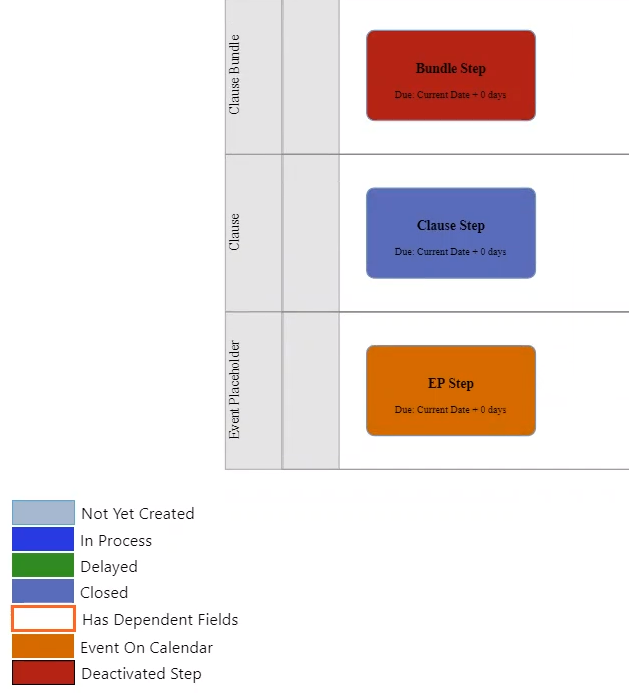 Clause Bundle
Bundle Step
Due: Current Date + 0 days
Clause
Clause Step
Due: Current Date + 0 days
Event Placeholder
EP Step
Due: Current Date + 0 days
Not Yet Created
In Process
Delayed
Closed
Has Dependent Fields
Event On Calendar
Deactivated Step